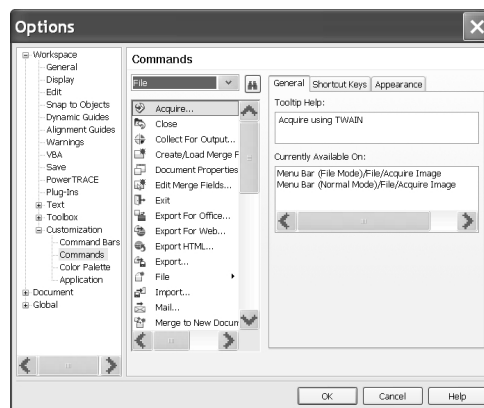 Options
Workspace
General
Display
Edit
Snap to Objects
Dynamic Guides
Alignment Guides
Warnings
VBA
Save
PowerTRACE
Plug-Ins
Text
Toolbox
Customization
Command Bars
Commands
Color Palette
Application
Document
Global
Commands
File
Acquire...
Close
Collect For Output...
Create/Load Merge F
Document Properties
Edit Merge Fields...
Exit
Export For Office...
Export For Web...
Export HTML...
Export...
File
Import...
Mail...
Merge to New Docum
General Shortcut Keys Appearance
Tooltip Help:
Acquire using TWAIN
Currently Available On:
Menu Bar (File Mode)/File/Acquire Image
Menu Bar (Normal Mode)/File/Acquire Image
OK Cancel Help